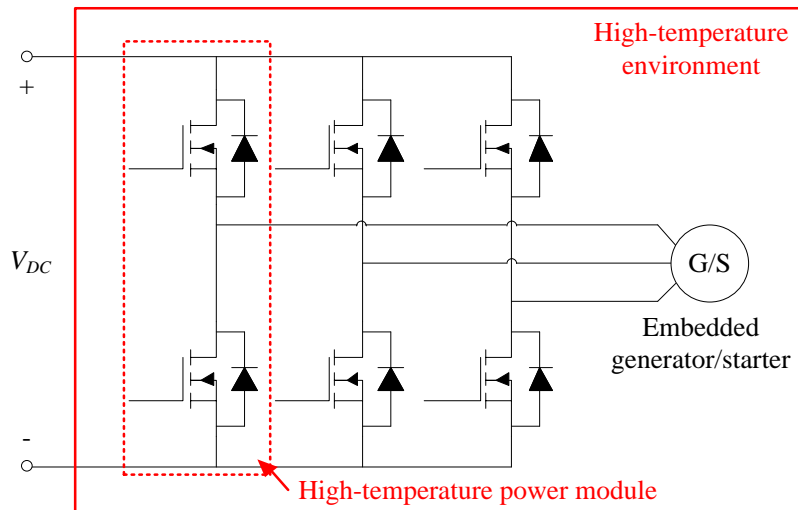 High-temperature
environment
+
V_DC
G/S
Embedded
generator/starter
-
High-temperature power module